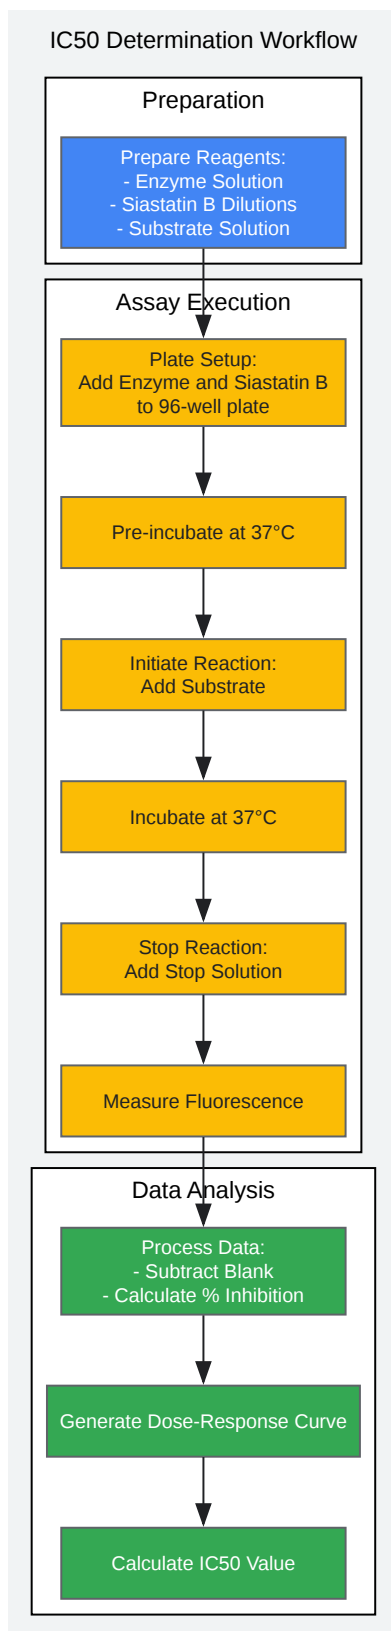 IC50 Determination Workflow
Preparation
Prepare Reagents:
- Enzyme Solution
- Siastatin B Dilutions
- Substrate Solution
Assay Execution
Plate Setup:
Add Enzyme and Siastatin B
to 96-well plate
Pre-incubate at 37°C
Initiate Reaction:
Add Substrate
Incubate at 37°C
Stop Reaction:
Add Stop Solution
Measure Fluorescence
Data Analysis
Process Data:
- Subtract Blank
- Calculate % Inhibition
Generate Dose-Response Curve
Calculate IC50 Value